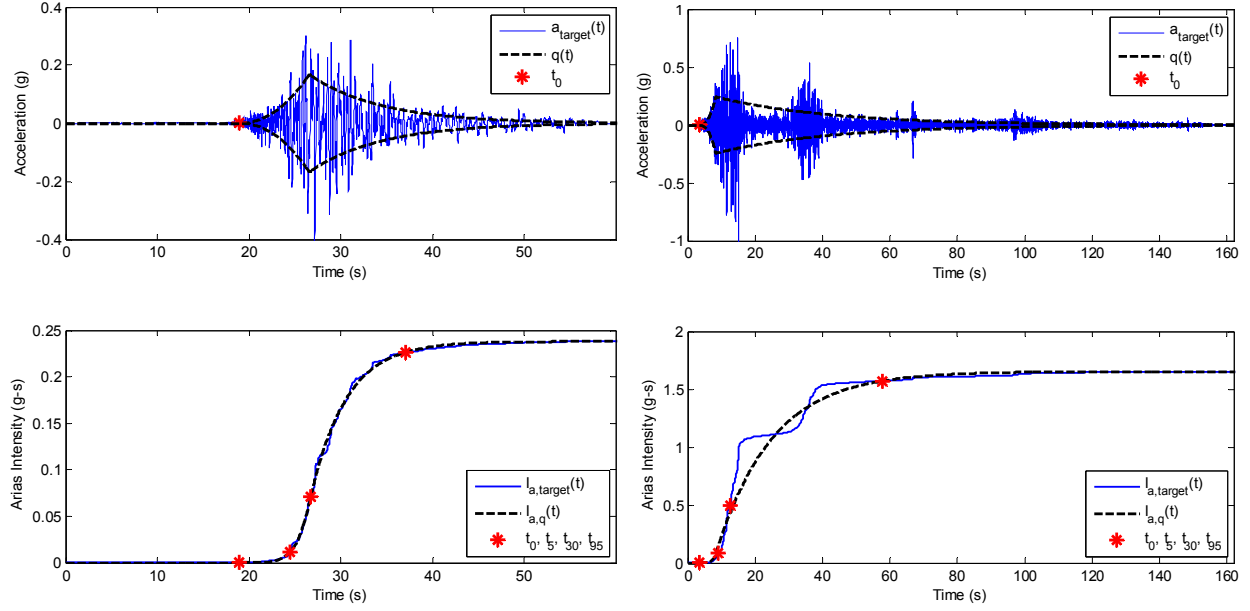 a_target(t)
q(t)
t_0
Acceleration (g)
0.4
0.2
0
-0.2
-0.4
0 10 20 30 40 50
Time (s)
a_target(t)
q(t)
t_0
Acceleration (g)
1
0.5
0
-0.5
-1
0 20 40 60 80 100 120 140 160
Time (s)
I_a,target(t)
I_a,q(t)
t_0, t_5, t_30, t_95
Arias Intensity (g-s)
0.25
0.2
0.15
0.1
0.05
0
0 10 20 30 40 50
Time (s)
I_a,target(t)
I_a,q(t)
t_0, t_5, t_30, t_95
Arias Intensity (g-s)
2
1.5
1
0.5
0
0 20 40 60 80 100 120 140 160
Time (s)